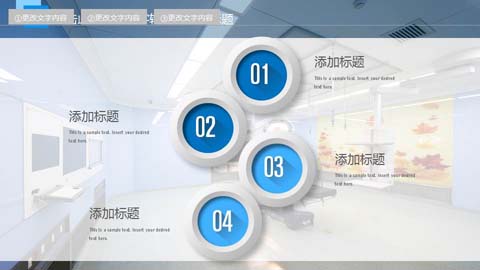 ①更改文字内容 ②更改文字内容 ③更改文字内容
题
01
添加标题
This is a sample text. Insert your desired
text here.
02
添加标题
This is a sample text. Insert your desired
text here.
03
添加标题
This is a sample text. Insert your desired
text here.
04
添加标题
This is a sample text. Insert your desired
text here.